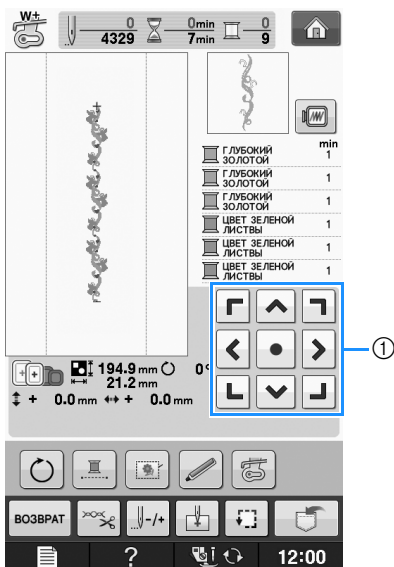 W±
0 0min 0
4329 7min 9
min
ГЛУБОКИЙ ЗОЛОТОЙ 1
ГЛУБОКИЙ ЗОЛОТОЙ 1
ГЛУБОКИЙ ЗОЛОТОЙ 1
ЦВЕТ ЗЕЛЕНОЙ ЛИСТВЫ 1
ЦВЕТ ЗЕЛЕНОЙ ЛИСТВЫ 1
ЦВЕТ ЗЕЛЕНОЙ ЛИСТВЫ 1
①
194.9 mm 0°
21.2 mm
+ 0.0 mm + 0.0 mm
ВОЗВРАТ -/+
? 12:00